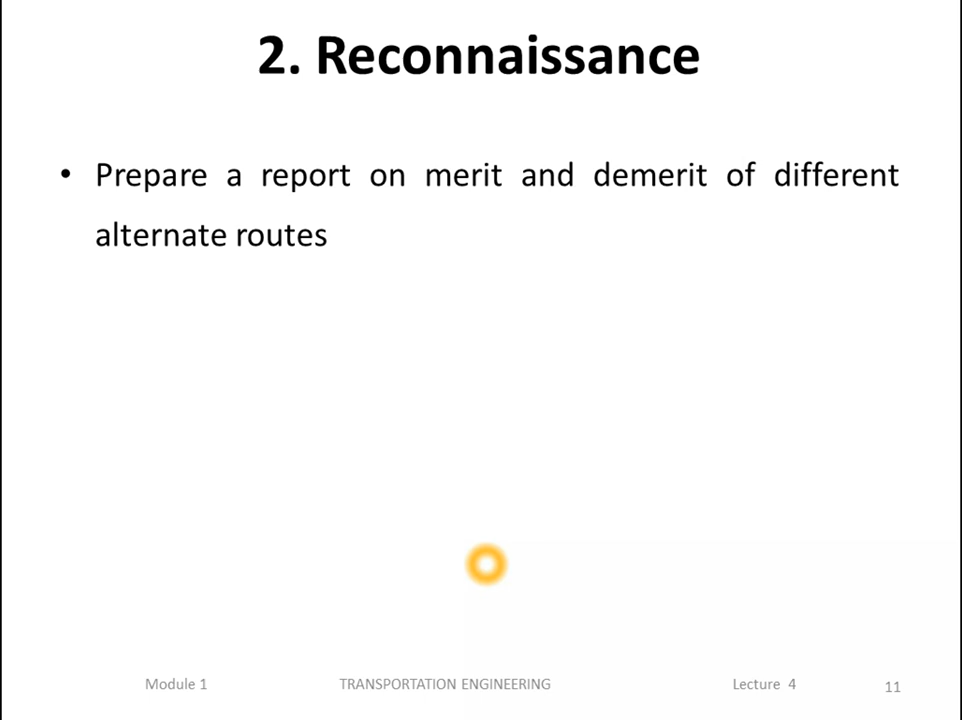 2. Reconnaissance
• Prepare a report on merit and demerit of different
alternate routes
Module 1 TRANSPORTATION ENGINEERING Lecture 4 11